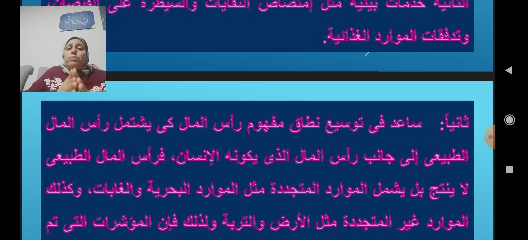 الثانية خدمات بيئية مثل إمتصاص النفايات والسيطرة على الفيضان،
وتدفقات الموارد الغذائية.
ثانياً: ساعد فى توسيع نطاق مفهوم رأس المال كى يشتمل رأس المال
الطبيعى إلى جانب رأس المال الذى يكونه الإنسان، فرأس المال الطبيعى
لا ينتج بل يشمل الموارد المتجددة مثل الموارد البحرية والغابات، وكذلك
الموارد غير المتجددة مثل الأرض والتربة ولذلك فإن المؤشرات التى تم